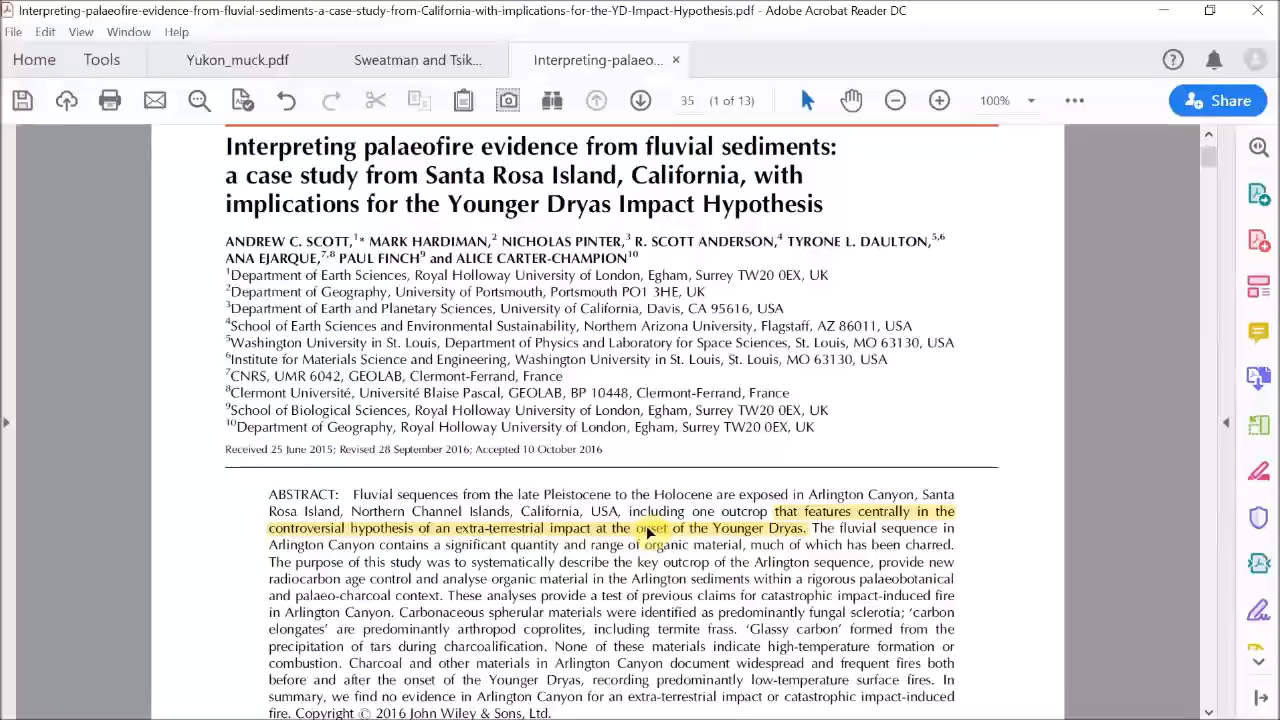 Interpreting-palaeofire-evidence-from-fluvial-sediments-a-case-study-from-California-with-implications-for-the-YD-Impact-Hypothesis.pdf - Adobe Acrobat Reader DC
File Edit View Window Help
Home Tools Yukon_muck.pdf Sweatman and Tsik... Interpreting-palaeo... ×
35 (1 of 13) 100% Share
Interpreting palaeofire evidence from fluvial sediments:
a case study from Santa Rosa Island, California, with
implications for the Younger Dryas Impact Hypothesis
ANDREW C. SCOTT,1* MARK HARDIMAN,2 NICHOLAS PINTER,3 R. SCOTT ANDERSON,4 TYRONE L. DAULTON,5,6
ANA EJARQUE,7,8 PAUL FINCH9 and ALICE CARTER-CHAMPION10
1Department of Earth Sciences, Royal Holloway University of London, Egham, Surrey TW20 0EX, UK
2Department of Geography, University of Portsmouth, Portsmouth PO1 3HE, UK
3Department of Earth and Planetary Sciences, University of California, Davis, CA 95616, USA
4School of Earth Sciences and Environmental Sustainability, Northern Arizona University, Flagstaff, AZ 86011, USA
5Washington University in St. Louis, Department of Physics and Laboratory for Space Sciences, St. Louis, MO 63130, USA
6Institute for Materials Science and Engineering, Washington University in St. Louis, St. Louis, MO 63130, USA
7CNRS, UMR 6042, GEOLAB, Clermont-Ferrand, France
8Clermont Université, Université Blaise Pascal, GEOLAB, BP 10448, Clermont-Ferrand, France
9School of Biological Sciences, Royal Holloway University of London, Egham, Surrey TW20 0EX, UK
10Department of Geography, Royal Holloway University of London, Egham, Surrey TW20 0EX, UK
Received 25 June 2015; Revised 28 September 2016; Accepted 10 October 2016
ABSTRACT: Fluvial sequences from the late Pleistocene to the Holocene are exposed in Arlington Canyon, Santa
Rosa Island, Northern Channel Islands, California, USA, including one outcrop that features centrally in the
controversial hypothesis of an extra-terrestrial impact at the onset of the Younger Dryas. The fluvial sequence in
Arlington Canyon contains a significant quantity and range of organic material, much of which has been charred.
The purpose of this study was to systematically describe the key outcrop of the Arlington sequence, provide new
radiocarbon age control and analyse organic material in the Arlington sediments within a rigorous palaeobotanical
and palaeo-charcoal context. These analyses provide a test of previous claims for catastrophic impact-induced fire
in Arlington Canyon. Carbonaceous spherular materials were identified as predominantly fungal sclerotia; ‘carbon
elongates’ are predominantly arthropod coprolites, including termite frass. ‘Glassy carbon’ formed from the
precipitation of tars during charcoalification. None of these materials indicate high-temperature formation or
combustion. Charcoal and other materials in Arlington Canyon document widespread and frequent fires both
before and after the onset of the Younger Dryas, recording predominantly low-temperature surface fires. In
summary, we find no evidence in Arlington Canyon for an extra-terrestrial impact or catastrophic impact-induced
fire. Copyright © 2016 John Wiley & Sons, Ltd.